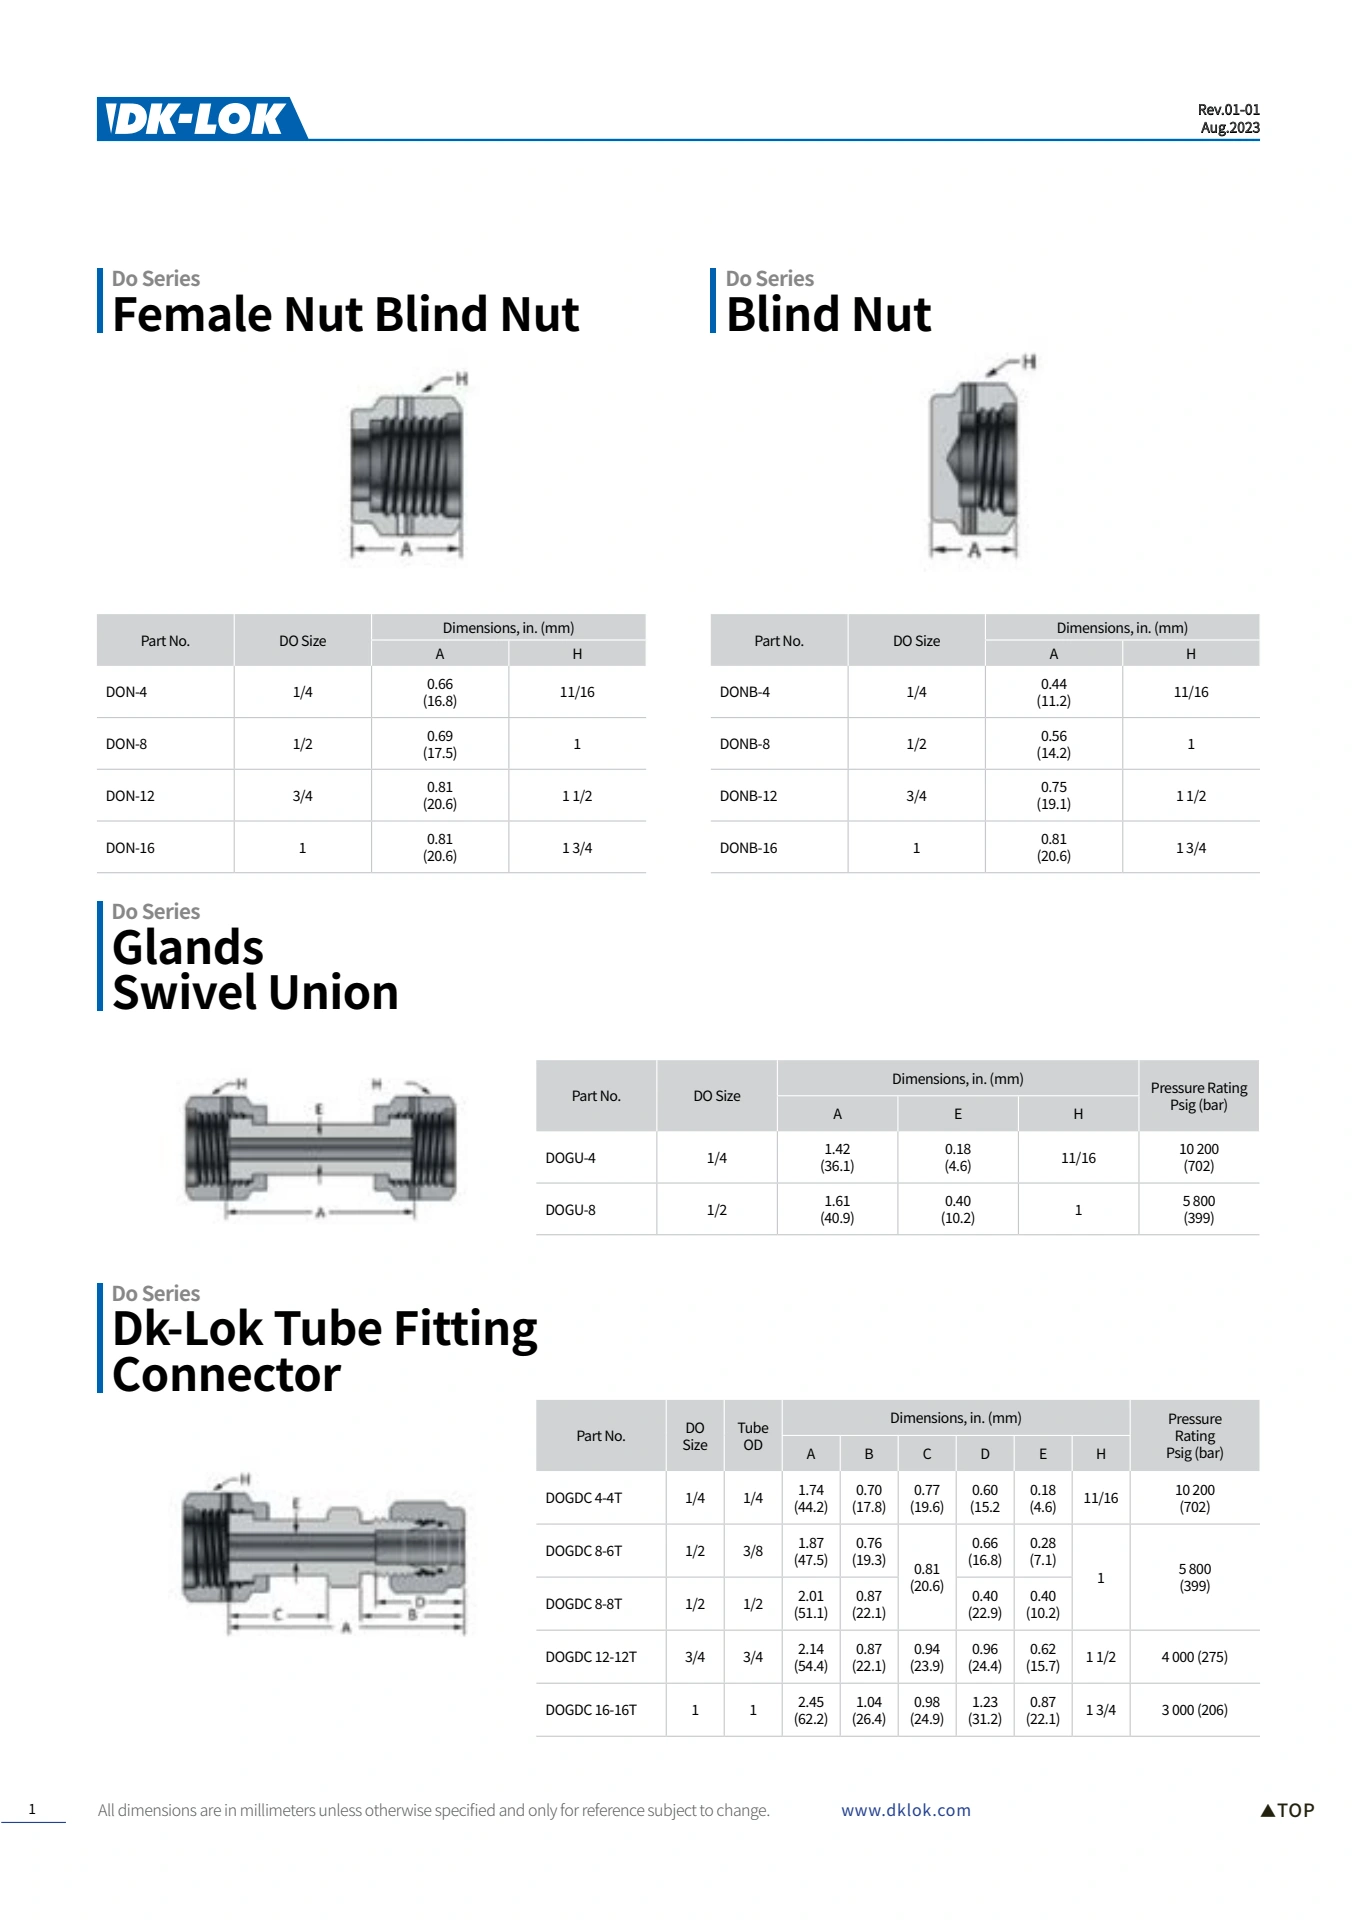 DK-LOK
Rev.01-01
Aug.2023
Do Series
Female Nut Blind Nut
H
A
Part No. DO Size Dimensions, in. (mm)
A H
DON-4 1/4 0.66 (16.8) 11/16
DON-8 1/2 0.69 (17.5) 1
DON-12 3/4 0.81 (20.6) 1 1/2
DON-16 1 0.81 (20.6) 1 3/4
Do Series
Blind Nut
H
A
Part No. DO Size Dimensions, in. (mm)
A H
DONB-4 1/4 0.44 (11.2) 11/16
DONB-8 1/2 0.56 (14.2) 1
DONB-12 3/4 0.75 (19.1) 1 1/2
DONB-16 1 0.81 (20.6) 1 3/4
Do Series
Glands
Swivel Union
H H
E
A
Part No. DO Size Dimensions, in. (mm) Pressure Rating Psig (bar)
A E H
DOGU-4 1/4 1.42 (36.1) 0.18 (4.6) 11/16 10 200 (702)
DOGU-8 1/2 1.61 (40.9) 0.40 (10.2) 1 5 800 (399)
Do Series
Dk-Lok Tube Fitting
Connector
H
E
D
C B
A
Part No. DO Size Tube OD Dimensions, in. (mm) Pressure Rating Psig (bar)
A B C D E H
DOGDC 4-4T 1/4 1/4 1.74 (44.2) 0.70 (17.8) 0.77 (19.6) 0.60 (15.2 0.18 (4.6) 11/16 10 200 (702)
DOGDC 8-6T 1/2 3/8 1.87 (47.5) 0.76 (19.3) 0.81 (20.6) 0.66 (16.8) 0.28 (7.1) 1 5 800 (399)
DOGDC 8-8T 1/2 1/2 2.01 (51.1) 0.87 (22.1) 0.40 (22.9) 0.40 (10.2)
DOGDC 12-12T 3/4 3/4 2.14 (54.4) 0.87 (22.1) 0.94 (23.9) 0.96 (24.4) 0.62 (15.7) 1 1/2 4 000 (275)
DOGDC 16-16T 1 1 2.45 (62.2) 1.04 (26.4) 0.98 (24.9) 1.23 (31.2) 0.87 (22.1) 1 3/4 3 000 (206)
1
All dimensions are in millimeters unless otherwise specified and only for reference subject to change.
www.dklok.com
▲TOP